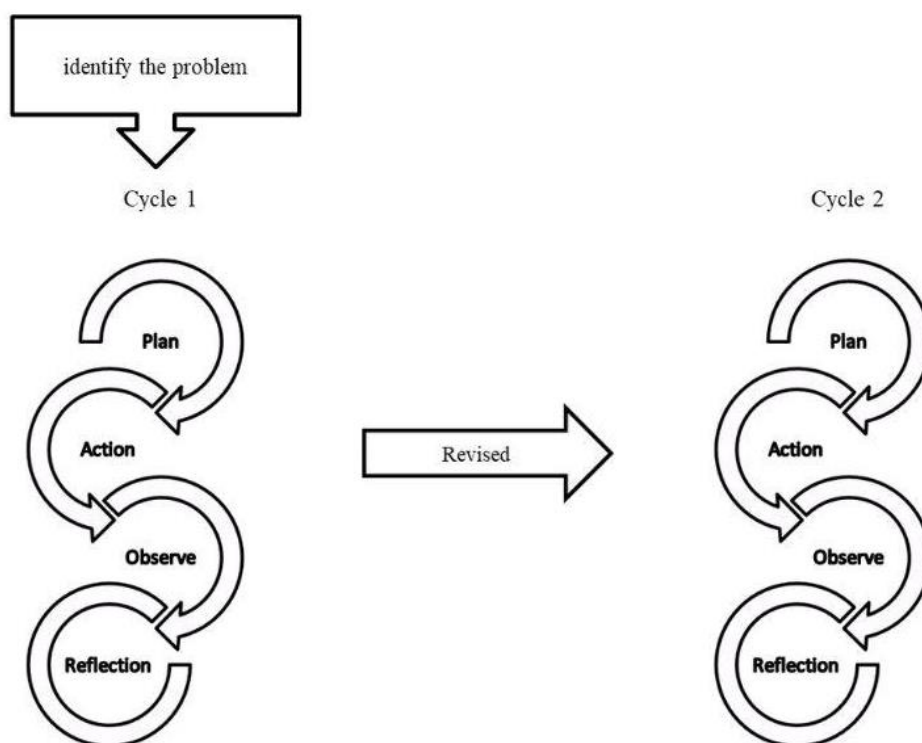 identify the problem
Cycle 1
Plan
Action
Observe
Reflection
Revised
Cycle 2
Plan
Action
Observe
Reflection